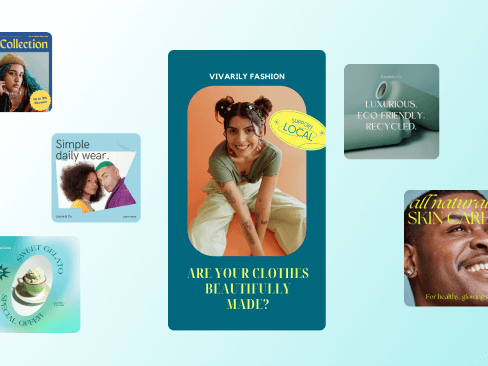 Collection
Simple
daily wear.
SWEET GELATO
SPECIAL OFFER
VIVARILY FASHION
SUPPORT
LOCAL
ARE YOUR CLOTHES
BEAUTIFULLY
MADE?
LUXURIOUS.
ECO-FRIENDLY.
RECYCLED.
all natural
SKIN CARE
For healthy, glowing s